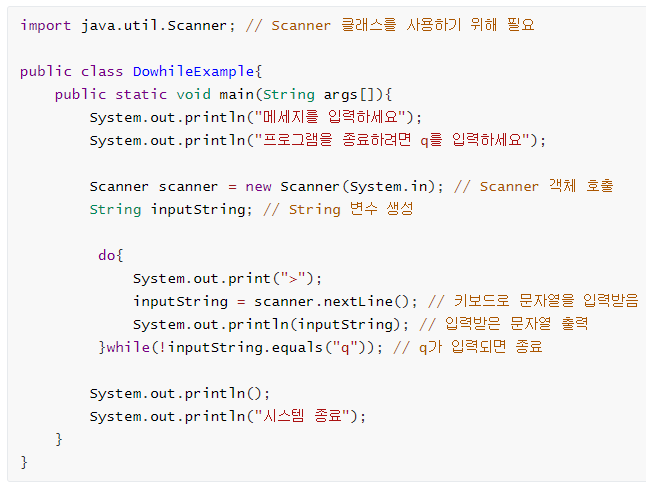 import java.util.Scanner; // Scanner 클래스를 사용하기 위해 필요
public class DowhileExample{
public static void main(String args[]){
System.out.println("메세지를 입력하세요");
System.out.println("프로그램을 종료하려면 q를 입력하세요");
Scanner scanner = new Scanner(System.in); // Scanner 객체 호출
String inputString; // String 변수 생성
do{
System.out.print(">");
inputString = scanner.nextLine(); // 키보드로 문자열을 입력받음
System.out.println(inputString); // 입력받은 문자열 출력
}while(!inputString.equals("q")); // q가 입력되면 종료
System.out.println();
System.out.println("시스템 종료");
}
}